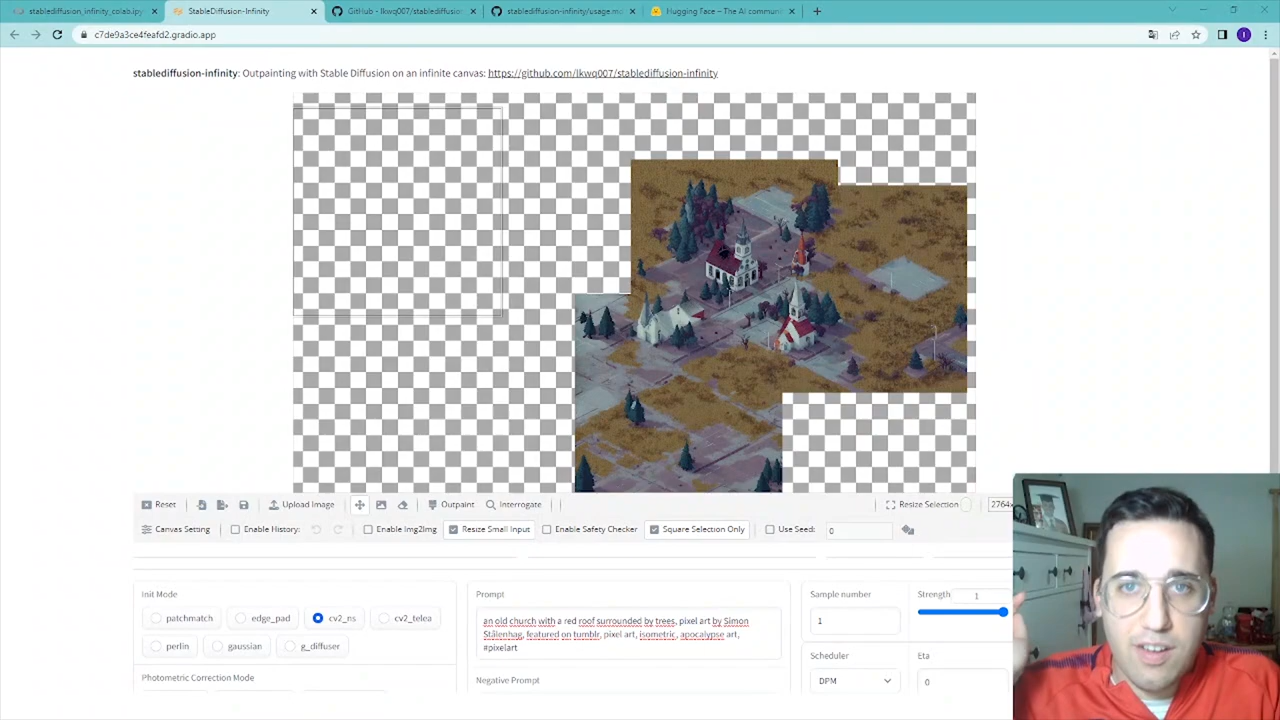 stablediffusion_infinity_colab.ipy
StableDiffusion-Infinity
GitHub - lkwq007/stablediffusion
stablediffusion-infinity/usage.md
Hugging Face – The AI communi
c7de9a3ce4feafd2.gradio.app
stablediffusion-infinity: Outpainting with Stable Diffusion on an infinite canvas: https://github.com/lkwq007/stablediffusion-infinity
Reset Upload Image Outpaint Interrogate Resize Selection 2764x
Canvas Setting Enable History: Enable Img2Img Resize Small Input Enable Safety Checker Square Selection Only Use Seed: 0
Init Mode
patchmatch edge_pad cv2_ns cv2_telea
perlin gaussian g_diffuser
Photometric Correction Mode
Prompt
an old church with a red roof surrounded by trees, pixel art by Simon
Stålenhag, featured on tumblr, pixel art, isometric, apocalypse art,
#pixelart
Negative Prompt
Sample number
1
Strength 1
Scheduler
DPM
Eta
0